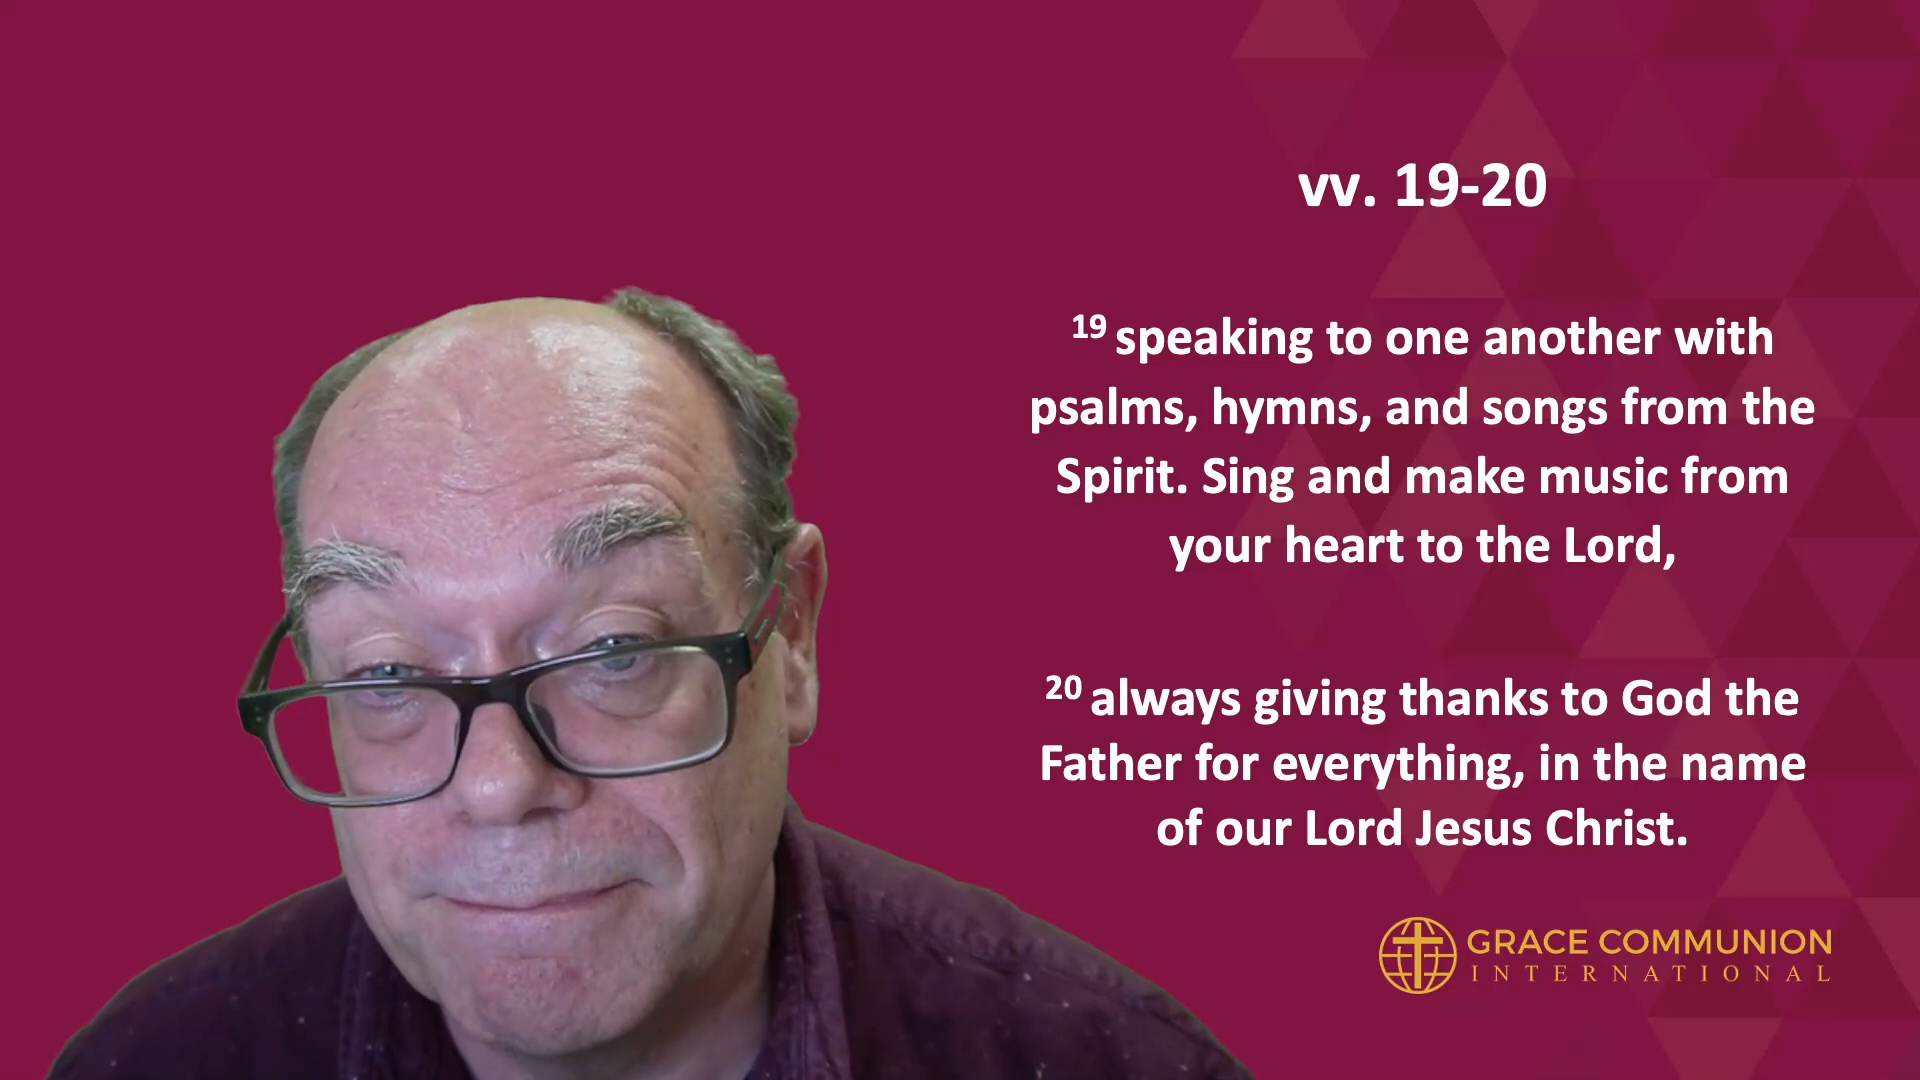 vv. 19-20
19 speaking to one another with
psalms, hymns, and songs from the
Spirit. Sing and make music from
your heart to the Lord,
20 always giving thanks to God the
Father for everything, in the name
of our Lord Jesus Christ.
GRACE COMMUNION
INTERNATIONAL